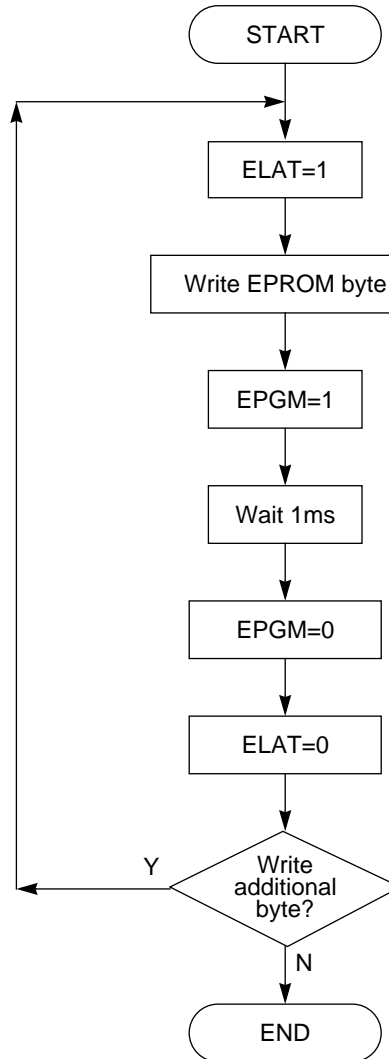 START
ELAT=1
Write EPROM byte
EPGM=1
Wait 1ms
EPGM=0
ELAT=0
Write
additional
byte?
Y
N
END